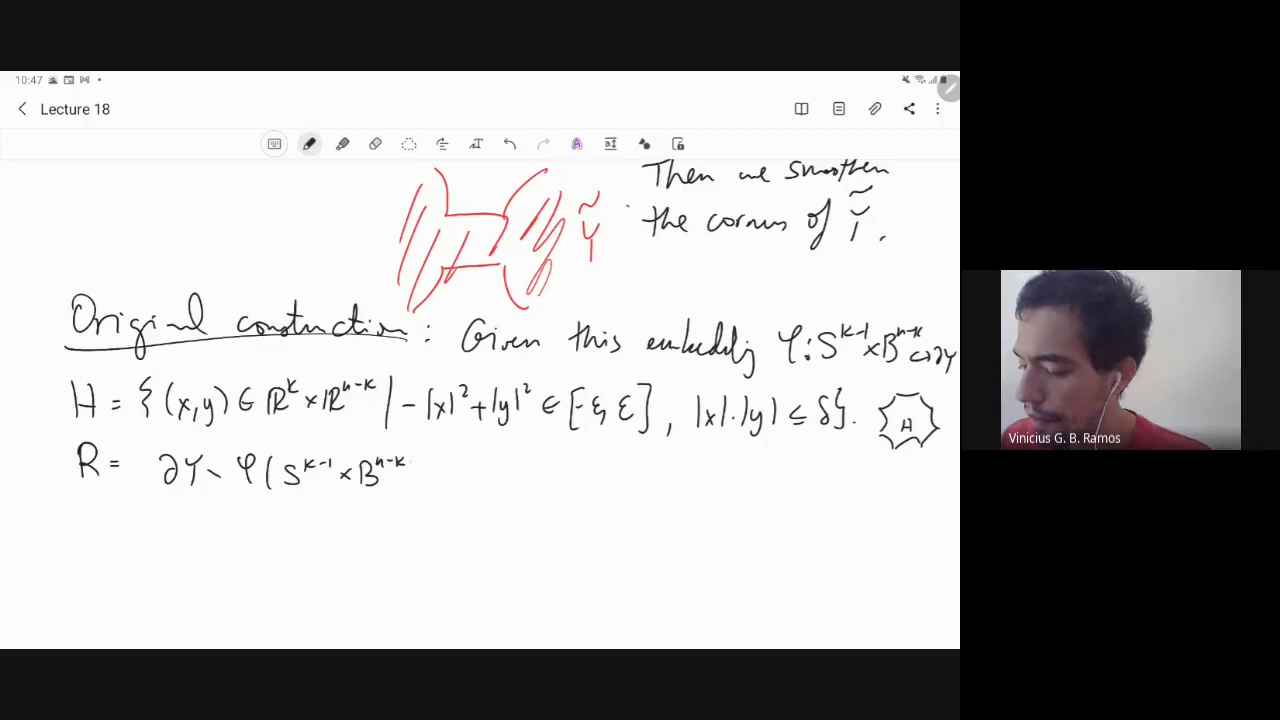 10:47
Lecture 18
Then we smoothen
the corners of Ỹ.
Ỹ
Original construction: Given this embedding φ: S^{k-1} × B^{n-k} ↪ ∂Y
H = { (x,y) ∈ ℝ^k × ℝ^{n-k} | -|x|^2 + |y|^2 ∈ [-ε, ε], |x|·|y| ≤ δ}.
H
R = ∂Y \ φ( S^{k-1} × B^{n-k}
Vinicius G. B. Ramos